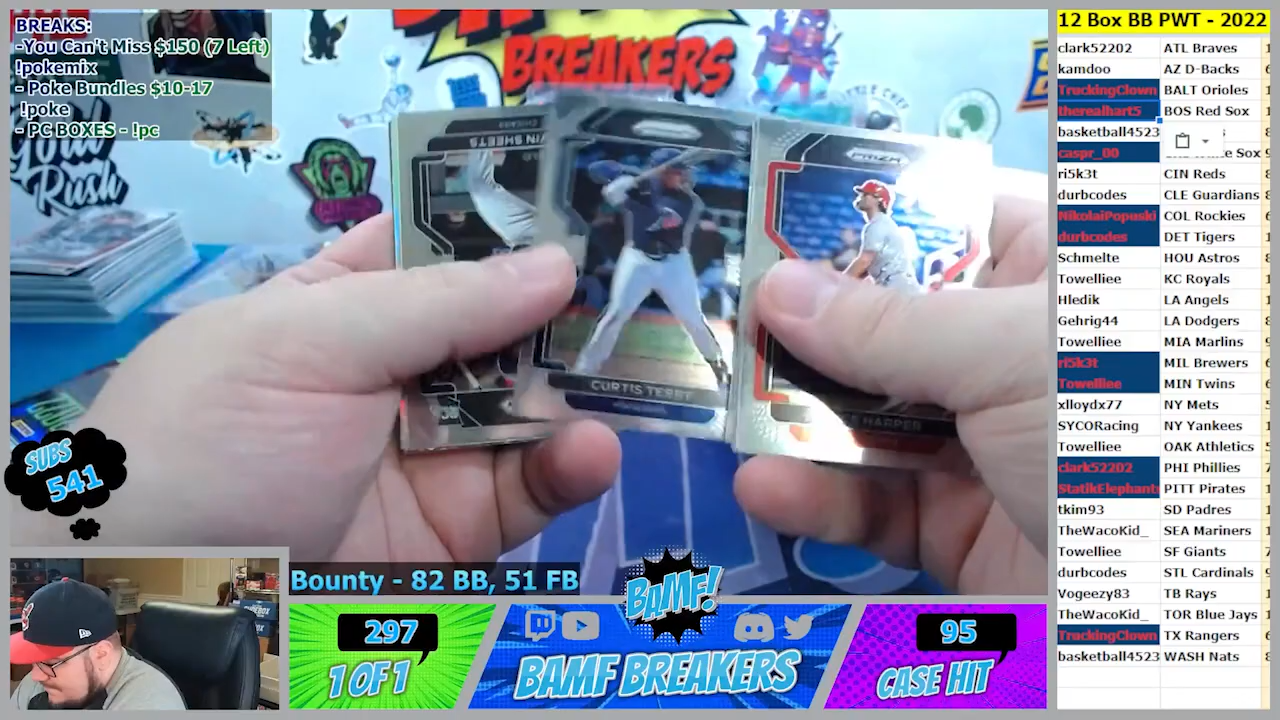 BREAKS:
-You Can't Miss $150 (7 Left)
!pokemix
- Poke Bundles $10-17
!poke
- PC BOXES - !pc
BREAKERS
Gold
Rush
PRIZM
CURTIS TERRY
HARPER
SUBS
541
Bounty - 82 BB, 51 FB
BAMF!
297
1 OF 1
BAMF BREAKERS
95
CASE HIT
12 Box BB PWT - 2022
clark52202 ATL Braves
kamdoo AZ D-Backs
TruckingClown BALT Orioles
therealhart5 BOS Red Sox
basketball4523
caspr_00 Sox
ri5k3t CIN Reds
durbcodes CLE Guardians
NikolaiPopuski COL Rockies
durbcodes DET Tigers
Schmelte HOU Astros
Towelliee KC Royals
Hledik LA Angels
Gehrig44 LA Dodgers
Towelliee MIA Marlins
ri5k3t MIL Brewers
Towelliee MIN Twins
xlloydx77 NY Mets
SYCORacing NY Yankees
Towelliee OAK Athletics
clark52202 PHI Phillies
StatikElephant PITT Pirates
tkim93 SD Padres
TheWacoKid_ SEA Mariners
Towelliee SF Giants
durbcodes STL Cardinals
Vogeezy83 TB Rays
TheWacoKid_ TOR Blue Jays
TruckingClown TX Rangers
basketball4523 WASH Nats